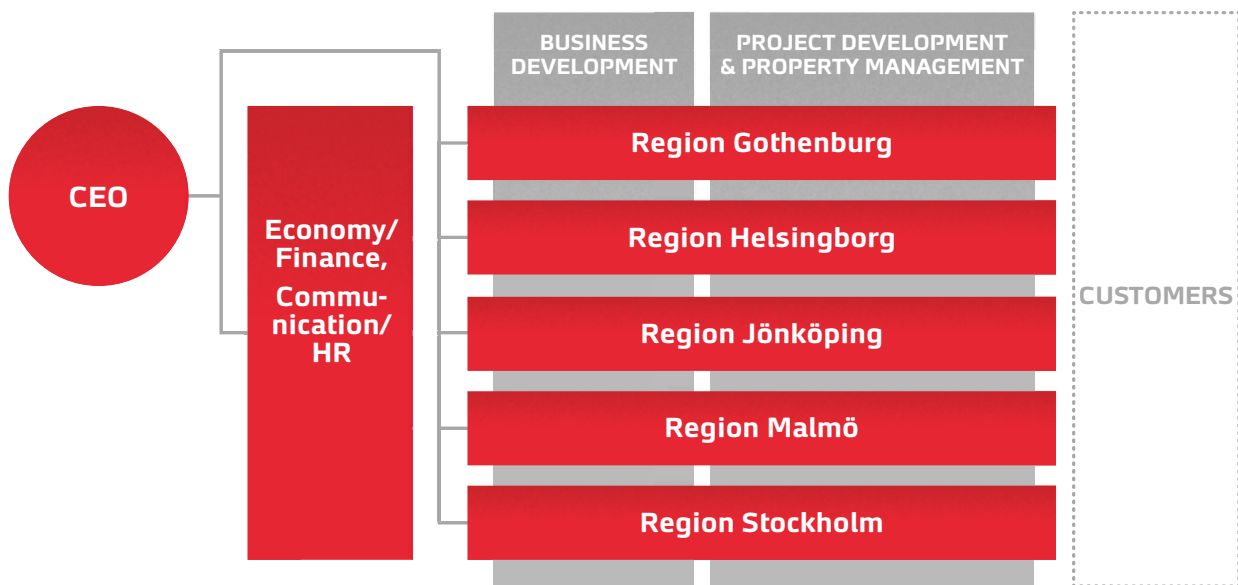 BUSINESS
DEVELOPMENT
PROJECT DEVELOPMENT
& PROPERTY MANAGEMENT
CEO
Economy/
Finance,
Commu-
nication/
HR
Region Gothenburg
Region Helsingborg
Region Jönköping
Region Malmö
Region Stockholm
CUSTOMERS